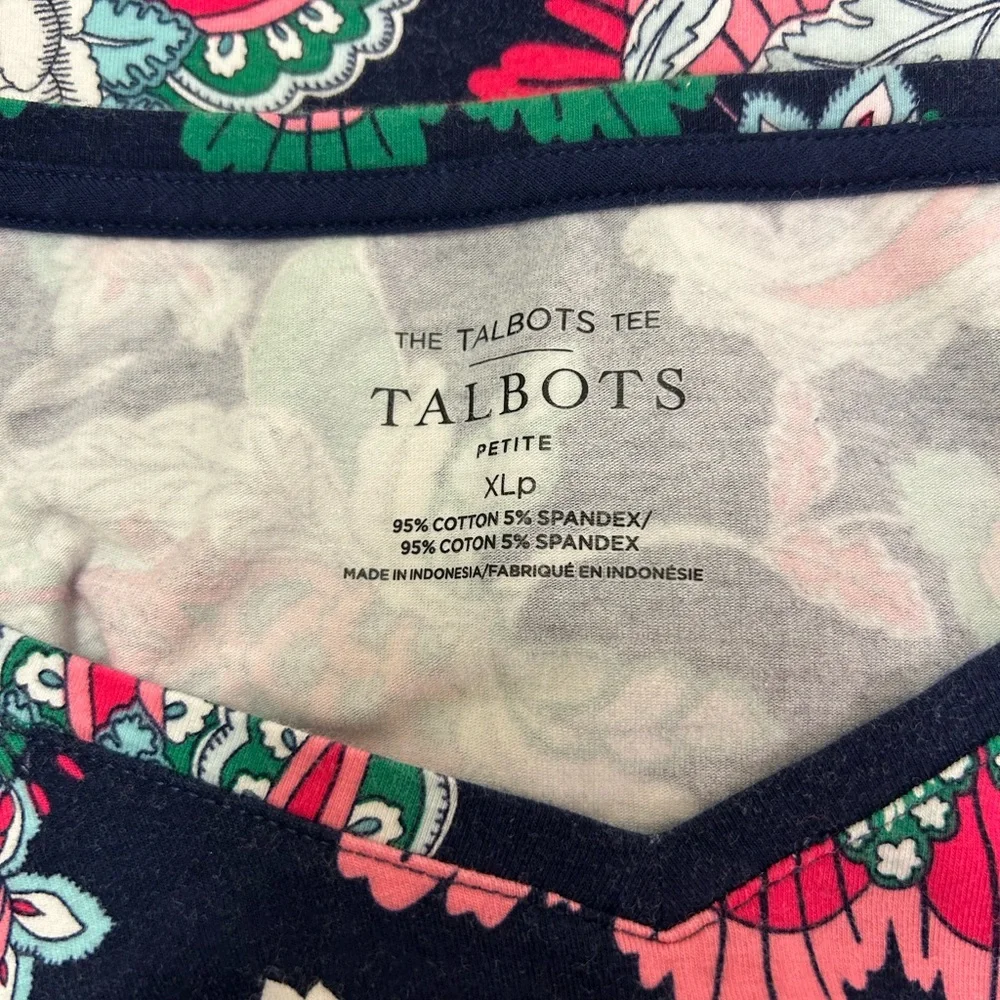 THE TALBOTS TEE
TALBOTS
PETITE
XLp
95% COTTON 5% SPANDEX/
95% COTON 5% SPANDEX
MADE IN INDONESIA/FABRIQUÉ EN INDONÉSIE